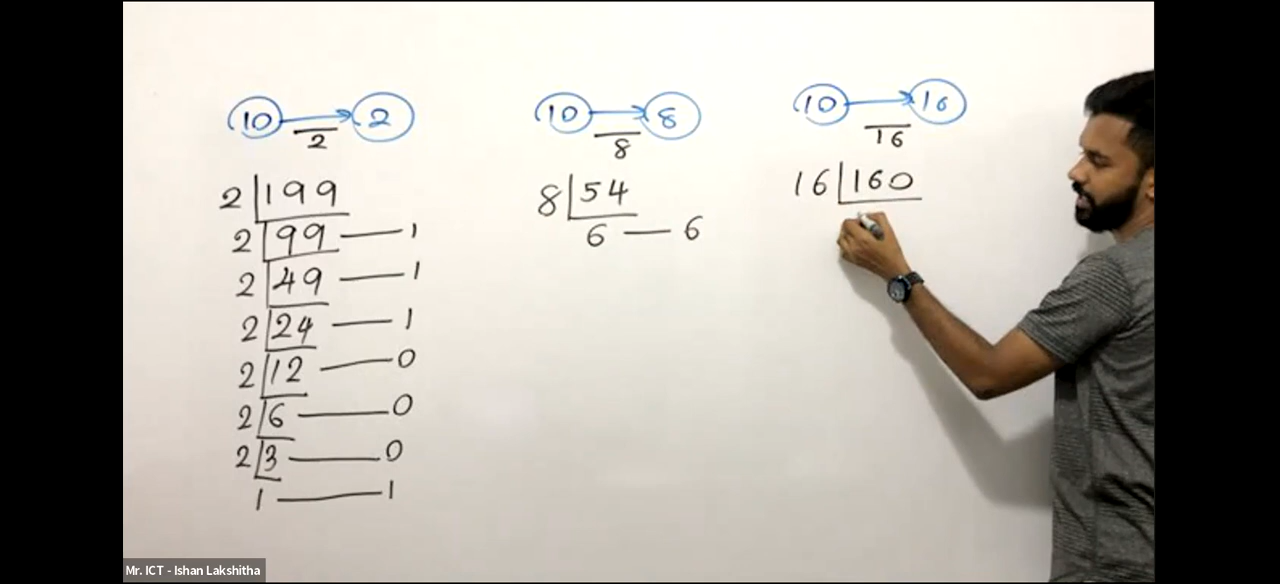 10 → 2
2
2 199
2 99 — 1
2 49 — 1
2 24 — 1
2 12 — 0
2 6 — 0
2 3 — 0
1 — 1
10 → 8
8
8 54
6 — 6
10 → 16
16
16 160
Mr. ICT - Ishan Lakshitha